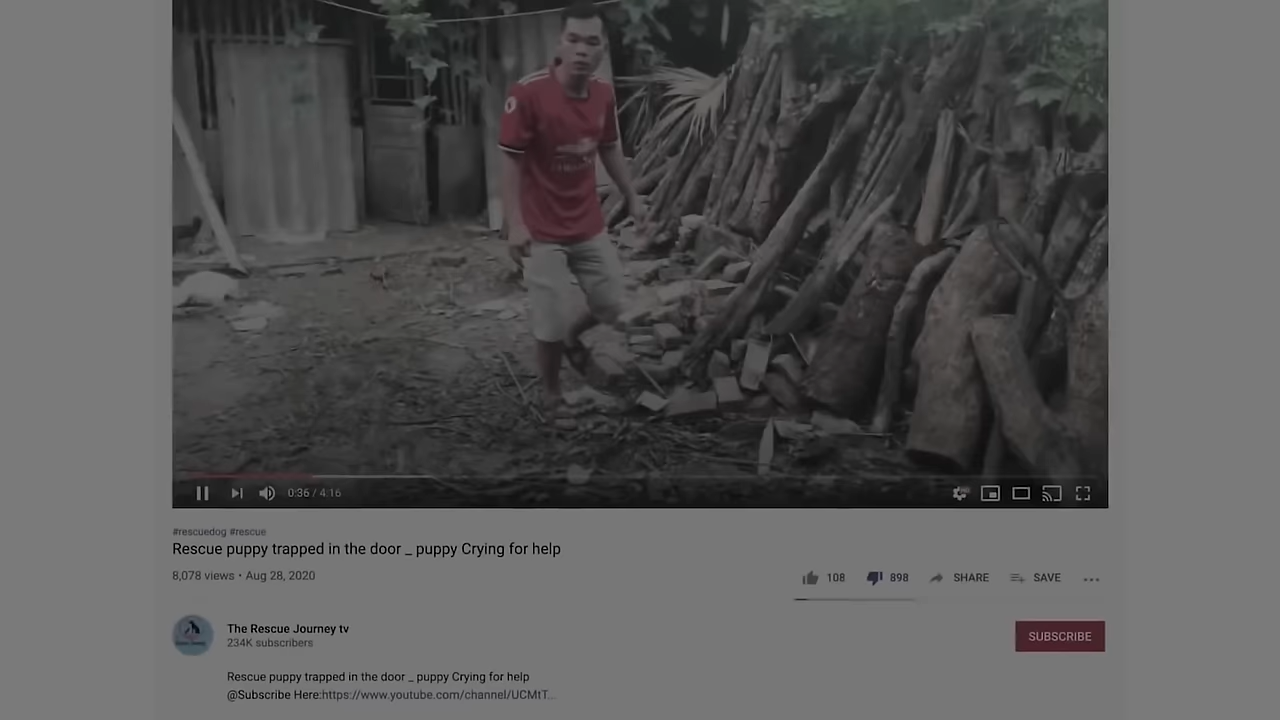 0:36 / 4:16
#rescuedog #rescue
Rescue puppy trapped in the door _ puppy Crying for help
8,078 views • Aug 28, 2020
108 898 SHARE SAVE
The Rescue Journey tv
234K subscribers
SUBSCRIBE
Rescue puppy trapped in the door _ puppy Crying for help
@Subscribe Here:https://www.youtube.com/channel/UCMtT...